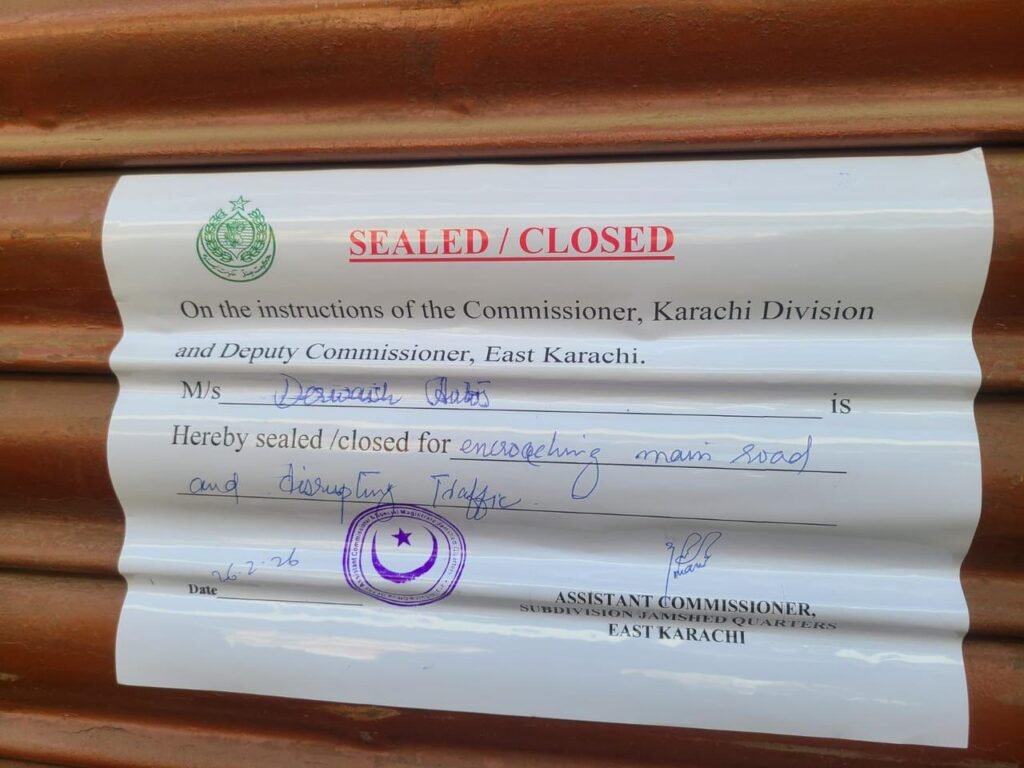 SEALED / CLOSED
On the instructions of the Commissioner, Karachi Division
and Deputy Commissioner, East Karachi.
M/s Derwaish Autos is
Hereby sealed /closed for encroaching main road
and disrupting Traffic.
Date 26.2.26
ASSISTANT COMMISSIONER,
SUBDIVISION JAMSHED QUARTERS
EAST KARACHI